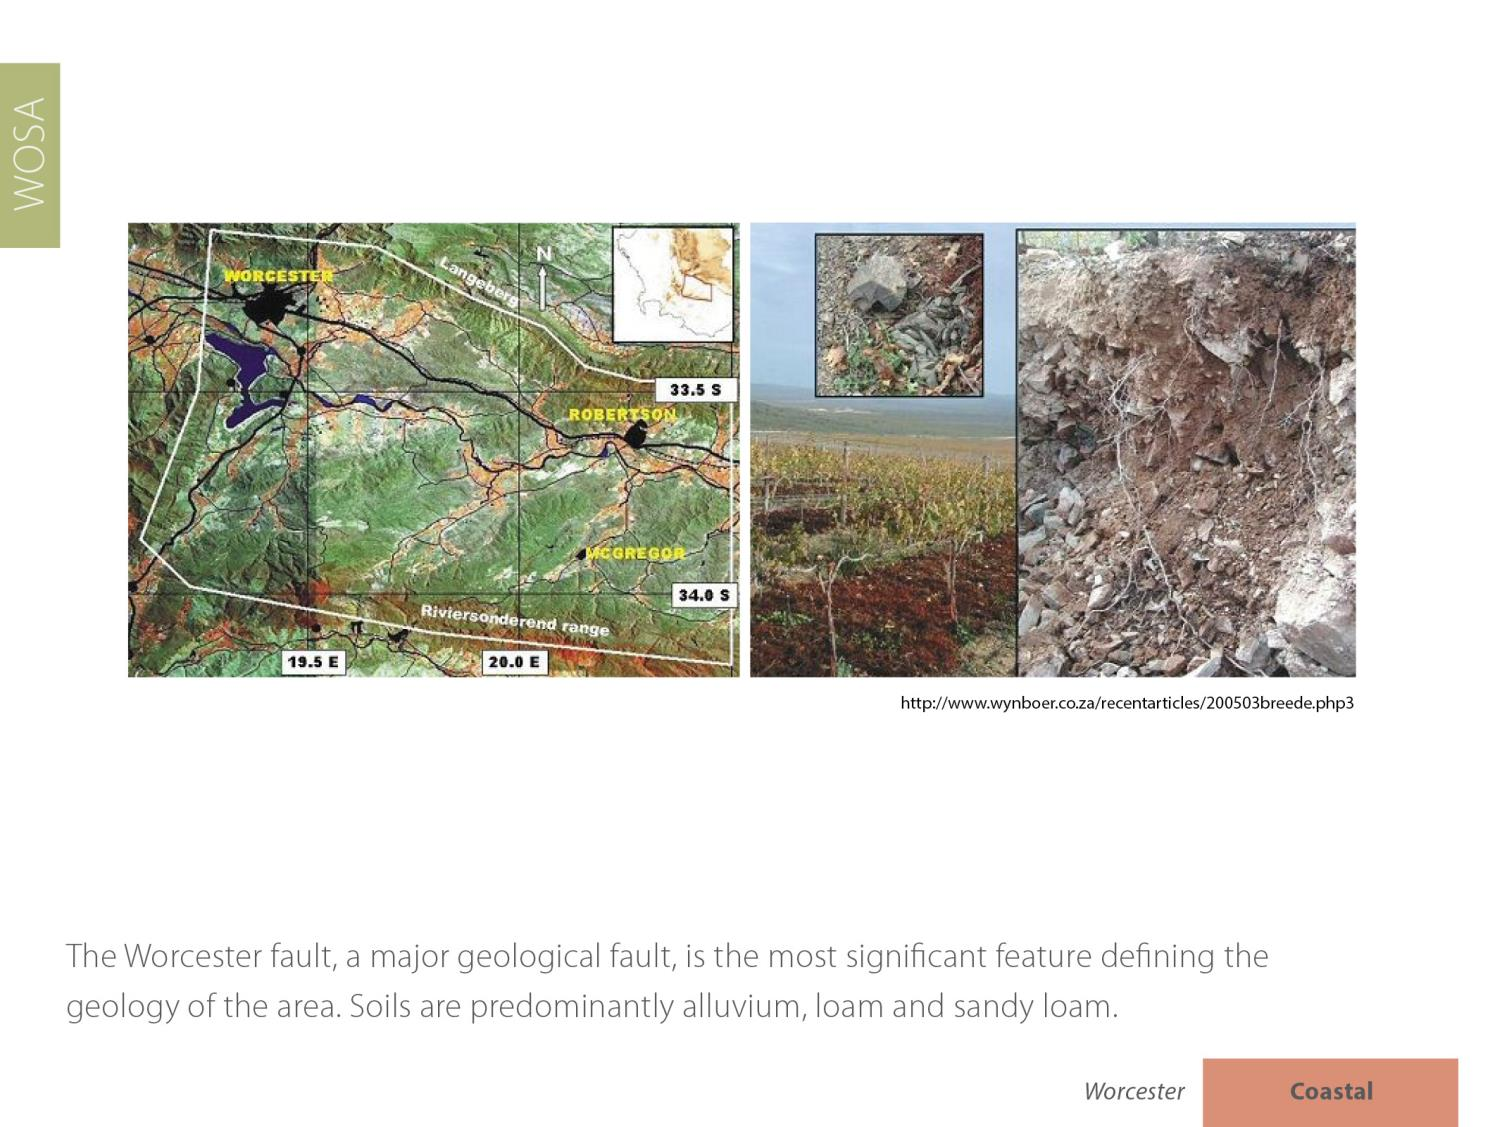 WOSA
WORCESTER
Langeberg
N
33.5 S
ROBERTSON
MCGREGOR
34.0 S
Riviersonderend range
19.5 E
20.0 E
http://www.wynboer.co.za/recentarticles/200503breede.php3
The Worcester fault, a major geological fault, is the most significant feature defining the
geology of the area. Soils are predominantly alluvium, loam and sandy loam.
Worcester
Coastal